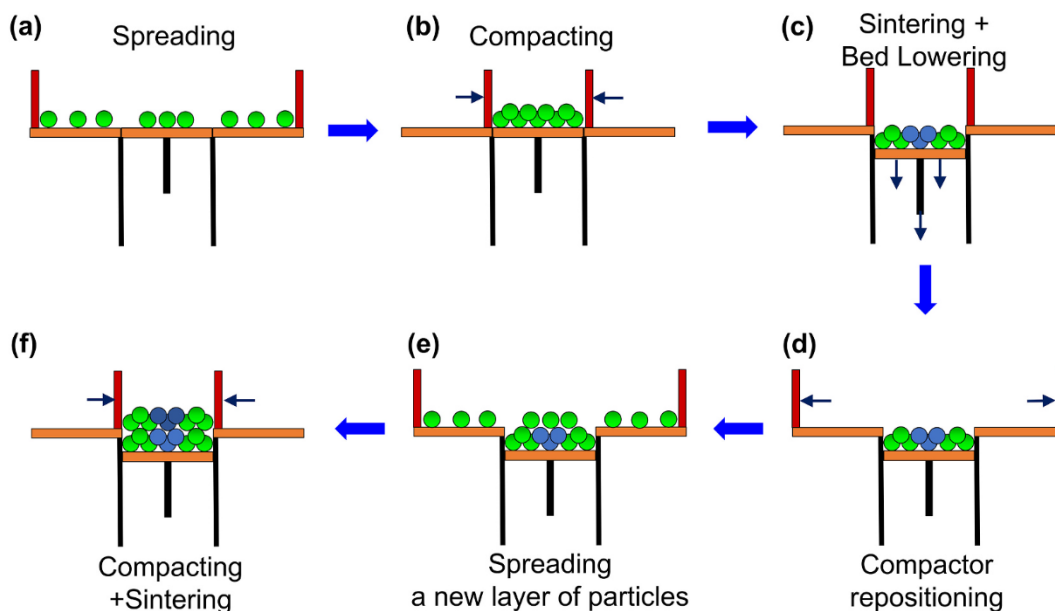 (a)
Spreading
(b)
Compacting
(c)
Sintering +
Bed Lowering
(d)
Compactor
repositioning
(e)
Spreading
a new layer of particles
(f)
Compacting
+Sintering